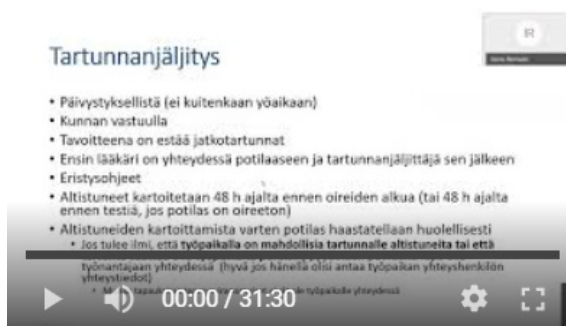 IR
Tartunnanjäljitys
• Päivystyksellistä (ei kuitenkaan yöaikaan)
• Kunnan vastuulla
• Tavoitteena on estää jatkotartunnat
• Ensin lääkäri on yhteydessä potilaaseen ja tartunnanjäljittäjä sen jälkeen
• Eristysohjeet
• Altistuneet kartoitetaan 48 h ajalta ennen oireiden alkua (tai 48 h ajalta
ennen testiä, jos potilas on oireeton)
• Altistuneiden kartoittamista varten potilas haastatellaan huolellisesti
• Jos tulee ilmi, että työpaikalla on mahdollisia tartunnalle altistuneita tai että
työnantajaan yhteydessä (hyvä jos hänellä olisi antaa työpaikan yhteyshenkilön
yhteystiedot)
työpaikalle yhteydessä
00:00 / 31:30